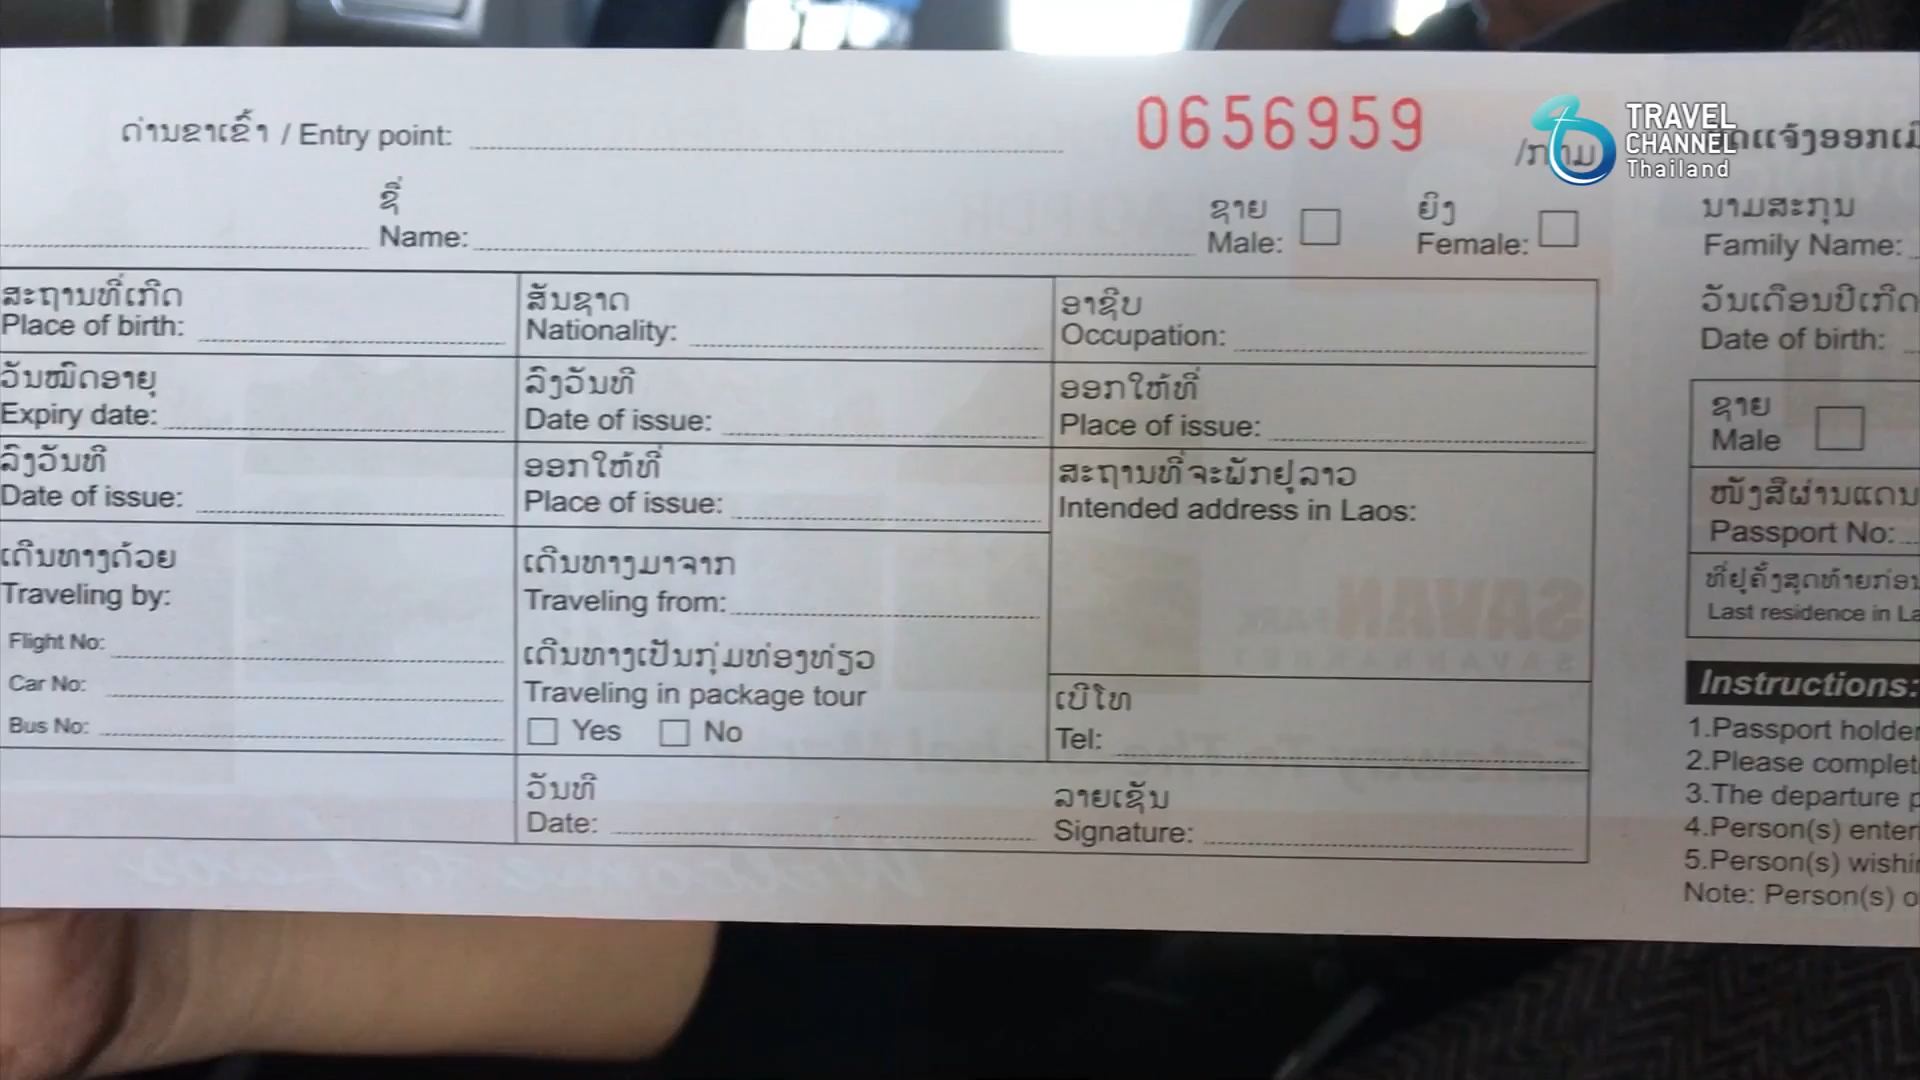 ດ່ານຂາເຂົ້າ / Entry point:
0656959
TRAVEL
CHANNEL
Thailand
ຊື່
Name:
ຊາຍ
Male:
ຍິງ
Female:
ສະຖານທີ່ເກີດ
Place of birth:
ສັນຊາດ
Nationality:
ອາຊີບ
Occupation:
ວັນໝົດອາຍຸ
Expiry date:
ລົງວັນທີ
Date of issue:
ອອກໃຫ້ທີ່
Place of issue:
ລົງວັນທີ
Date of issue:
ອອກໃຫ້ທີ່
Place of issue:
ສະຖານທີ່ຈະພັກຢູ່ລາວ
Intended address in Laos:
ເດີນທາງດ້ວຍ
Traveling by:
Flight No:
Car No:
Bus No:
ເດີນທາງມາຈາກ
Traveling from:
ເດີນທາງເປັນກຸ່ມທ່ອງທ່ຽວ
Traveling in package tour
Yes No
ເບີໂທ
Tel:
ວັນທີ
Date:
ລາຍເຊັນ
Signature:
ນາມສະກຸນ
Family Name:
ວັນເດືອນປີເກີດ
Date of birth:
ຊາຍ
Male
Passport No:
Last residence in
Instructions:
1.Passport
2.Please
3.The departure
4.Person(s)
5.Person(s)
Note: Person(s)